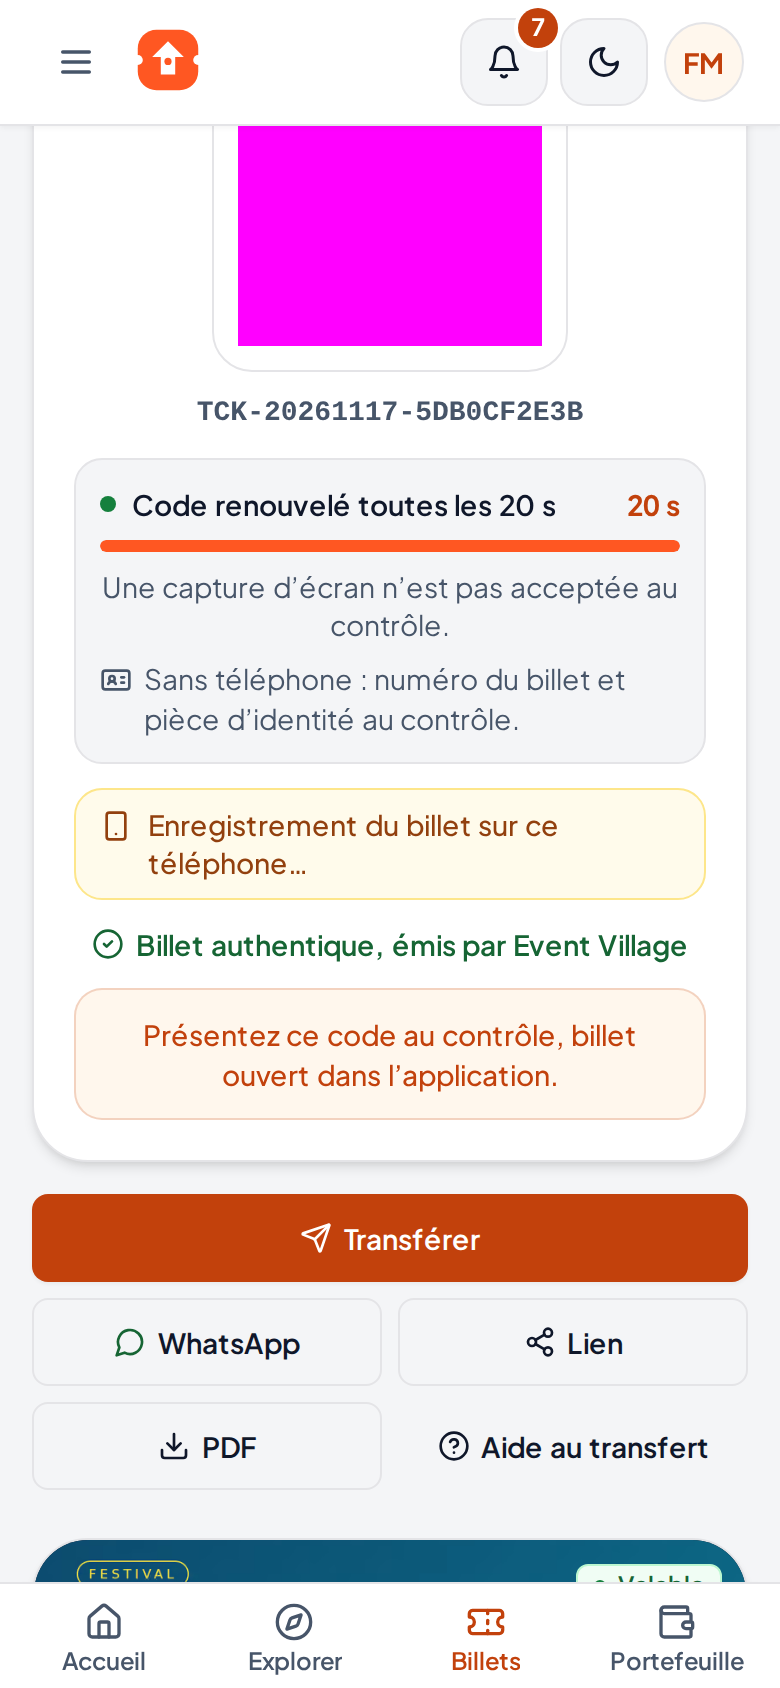 7
FM
TCK-20261117-5DB0CF2E3B
Code renouvelé toutes les 20 s
20 s
Une capture d’écran n’est pas acceptée au
contrôle.
Sans téléphone : numéro du billet et
pièce d’identité au contrôle.
Enregistrement du billet sur ce
téléphone…
Billet authentique, émis par Event Village
Présentez ce code au contrôle, billet
ouvert dans l’application.
Transférer
WhatsApp
Lien
PDF
Aide au transfert
FESTIVAL
Accueil
Explorer
Billets
Portefeuille